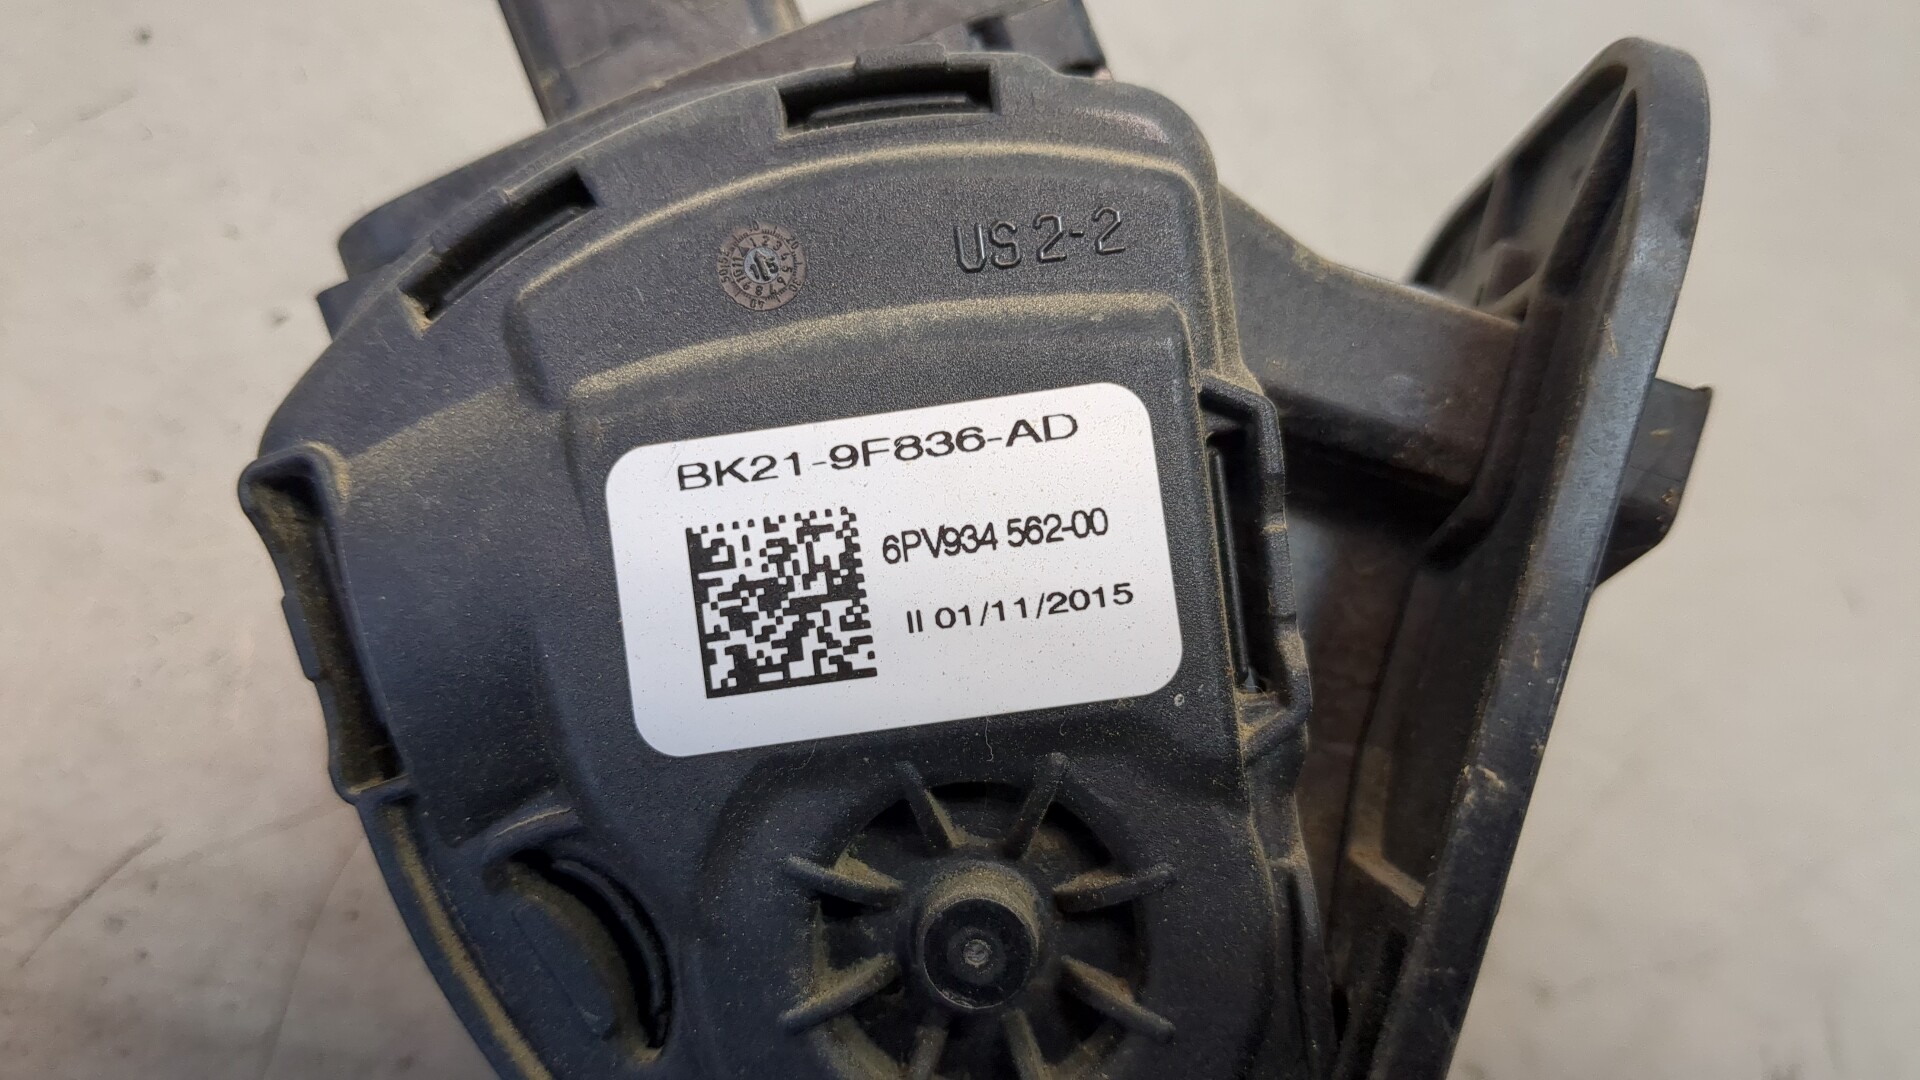 US 2-2
BK21-9F836-AD
6PV934 562-00
II 01/11/2015